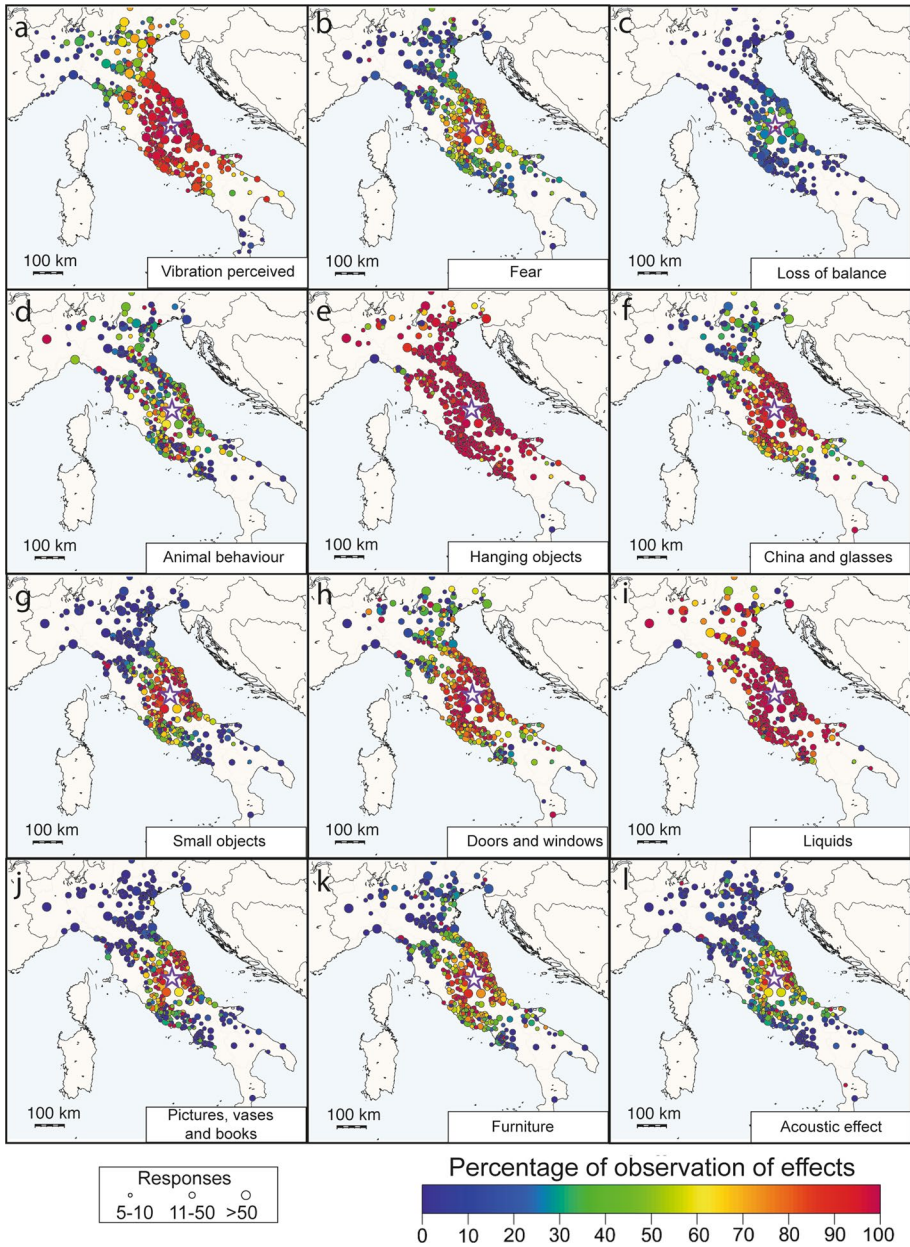 a
b
c
100 km
Vibration perceived
100 km
Fear
100 km
Loss of balance
d
e
f
100 km
Animal behaviour
100 km
Hanging objects
100 km
China and glasses
g
h
i
100 km
Small objects
100 km
Doors and windows
100 km
Liquids
j
k
l
100 km
Pictures, vases
and books
100 km
Furniture
100 km
Acoustic effect
Responses
5-10 11-50 >50
Percentage of observation of effects
0 10 20 30 40 50 60 70 80 90 100